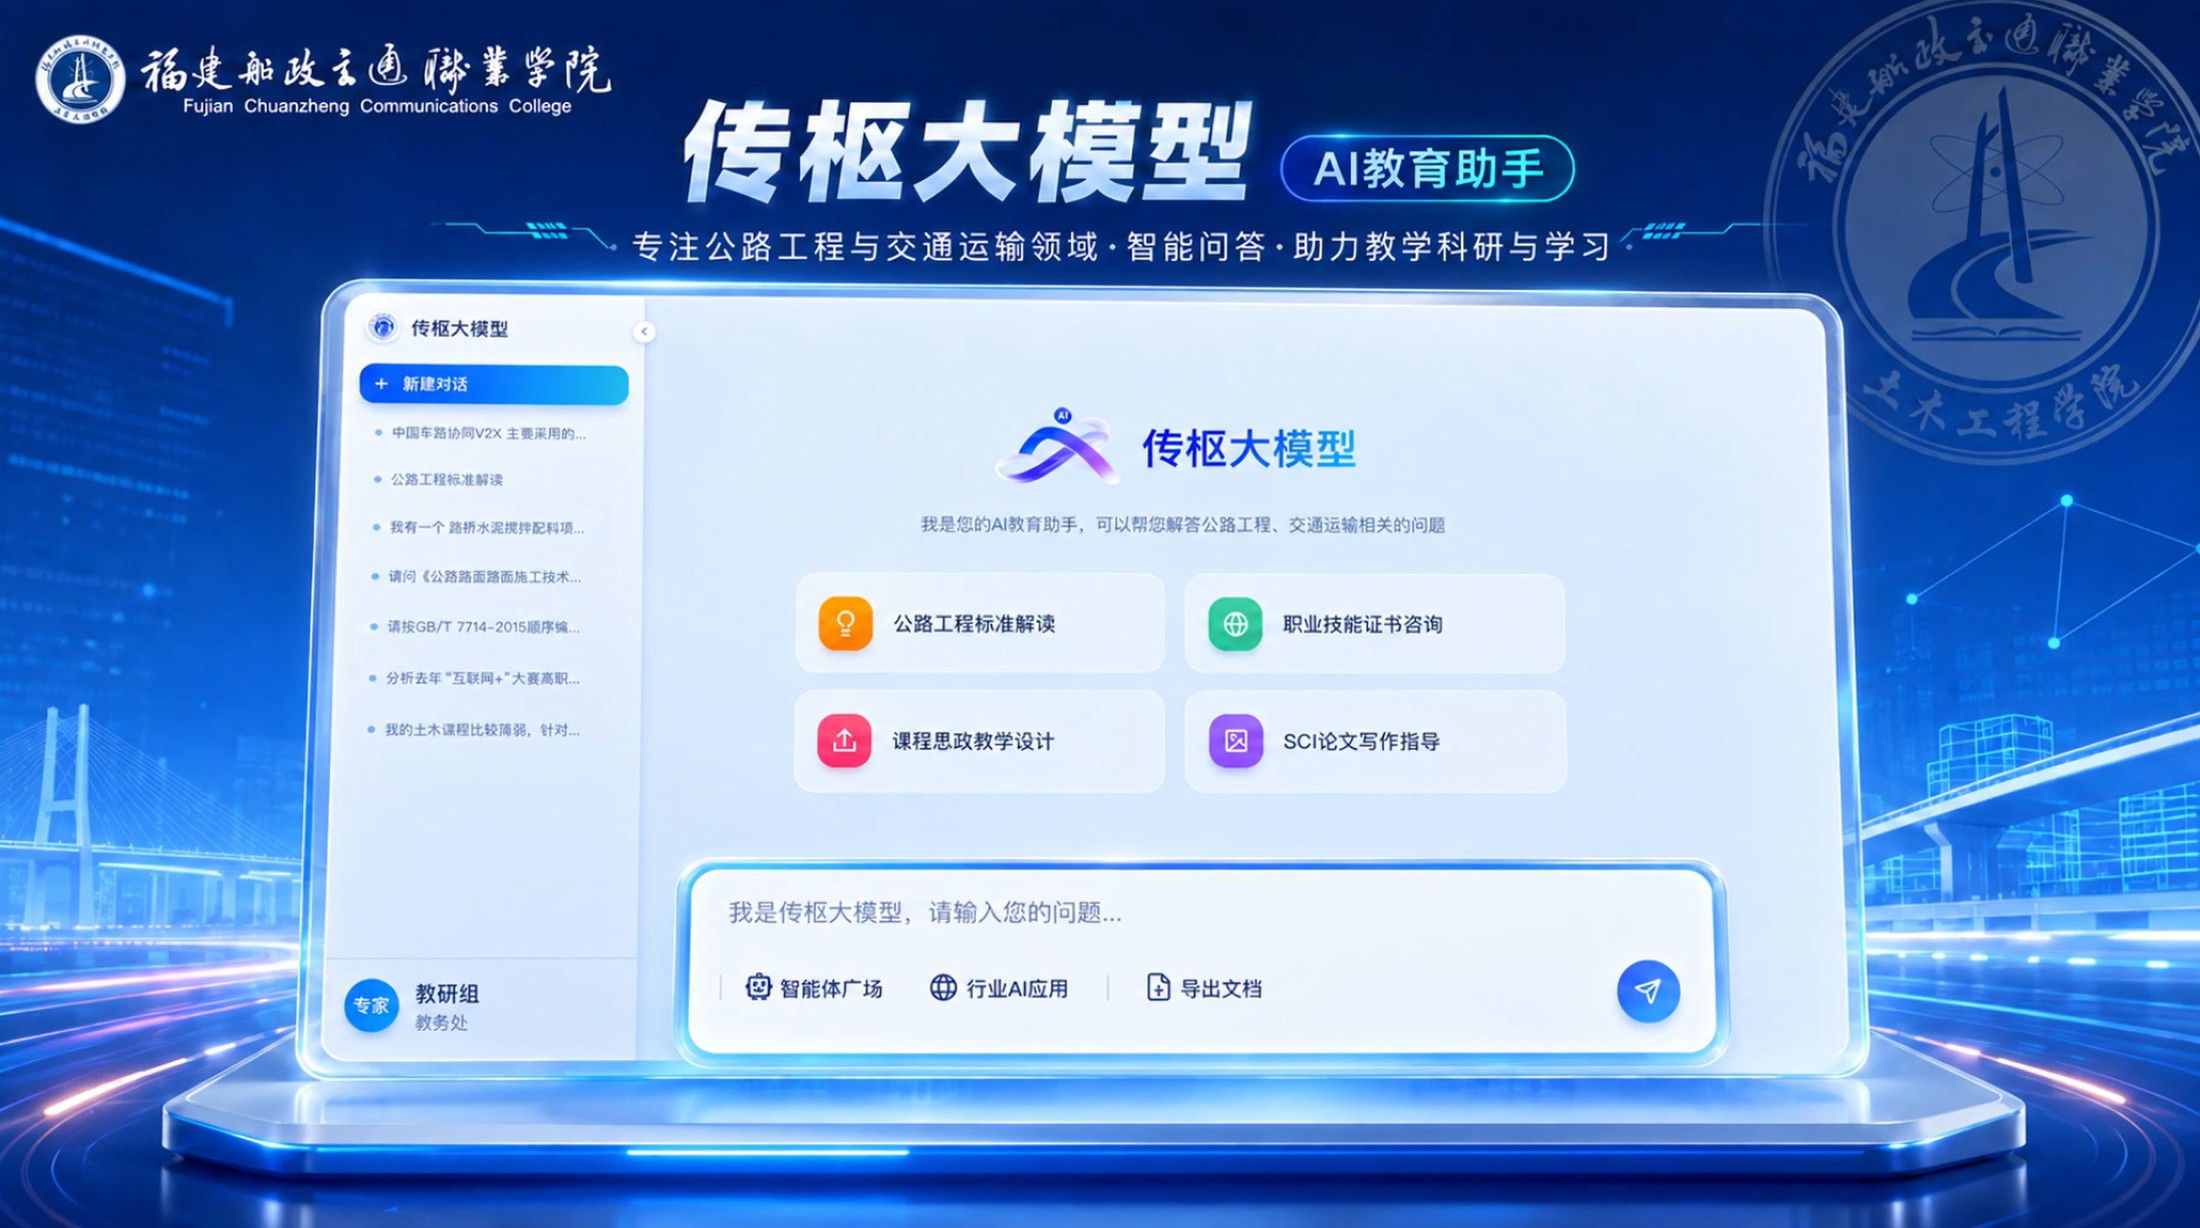 福建船政交通职业学院
Fujian Chuanzheng Communications College
传枢大模型
AI教育助手
专注公路工程与交通运输领域·智能问答·助力教学科研与学习
福建船政交通职业学院
土木工程学院
传枢大模型
+ 新建对话
中国车路协同V2X 主要采用的...
公路工程标准解读
我有一个 路桥水泥搅拌配料项...
请问《公路路面路面施工技术...
请按GB/T 7714-2015顺序编...
分析去年“互联网+”大赛高职...
我的土木课程比较薄弱，针对...
专家
教研组
教务处
AI
传枢大模型
我是您的AI教育助手，可以帮您解答公路工程、交通运输相关的问题
公路工程标准解读
职业技能证书咨询
课程思政教学设计
SCI论文写作指导
我是传枢大模型，请输入您的问题...
智能体广场
行业AI应用
导出文档